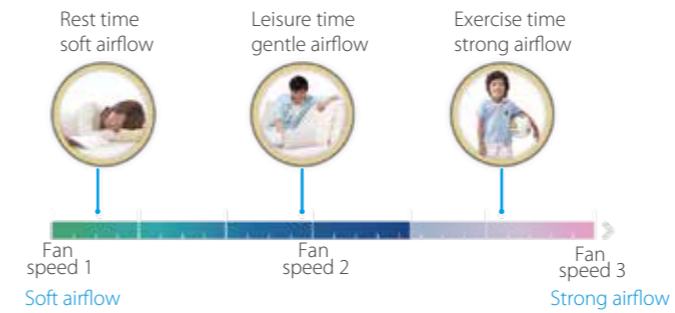 Rest time
soft airflow
Leisure time
gentle airflow
Exercise time
strong airflow
Fan
speed 1
Fan
speed 2
Fan
speed 3
Soft airflow
Strong airflow